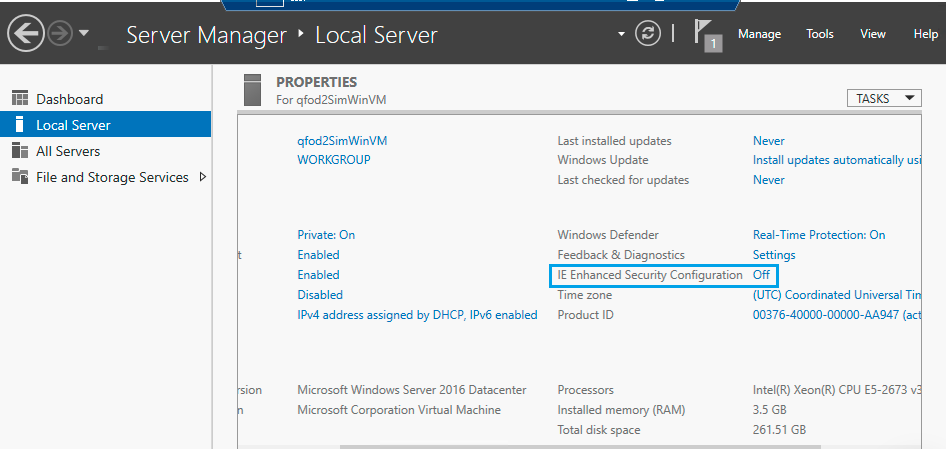 Server Manager ‣ Local Server
1
Manage Tools View Help
Dashboard
Local Server
All Servers
File and Storage Services
PROPERTIES
For qfod2SimWinVM
TASKS
qfod2SimWinVM Last installed updates Never
WORKGROUP Windows Update Install updates automatically usi
Last checked for updates Never
Private: On Windows Defender Real-Time Protection: On
t Enabled Feedback & Diagnostics Settings
Enabled IE Enhanced Security Configuration Off
Disabled Time zone (UTC) Coordinated Universal Tim
IPv4 address assigned by DHCP, IPv6 enabled Product ID 00376-40000-00000-AA947 (act
rsion Microsoft Windows Server 2016 Datacenter Processors Intel(R) Xeon(R) CPU E5-2673 v3
n Microsoft Corporation Virtual Machine Installed memory (RAM) 3.5 GB
Total disk space 261.51 GB